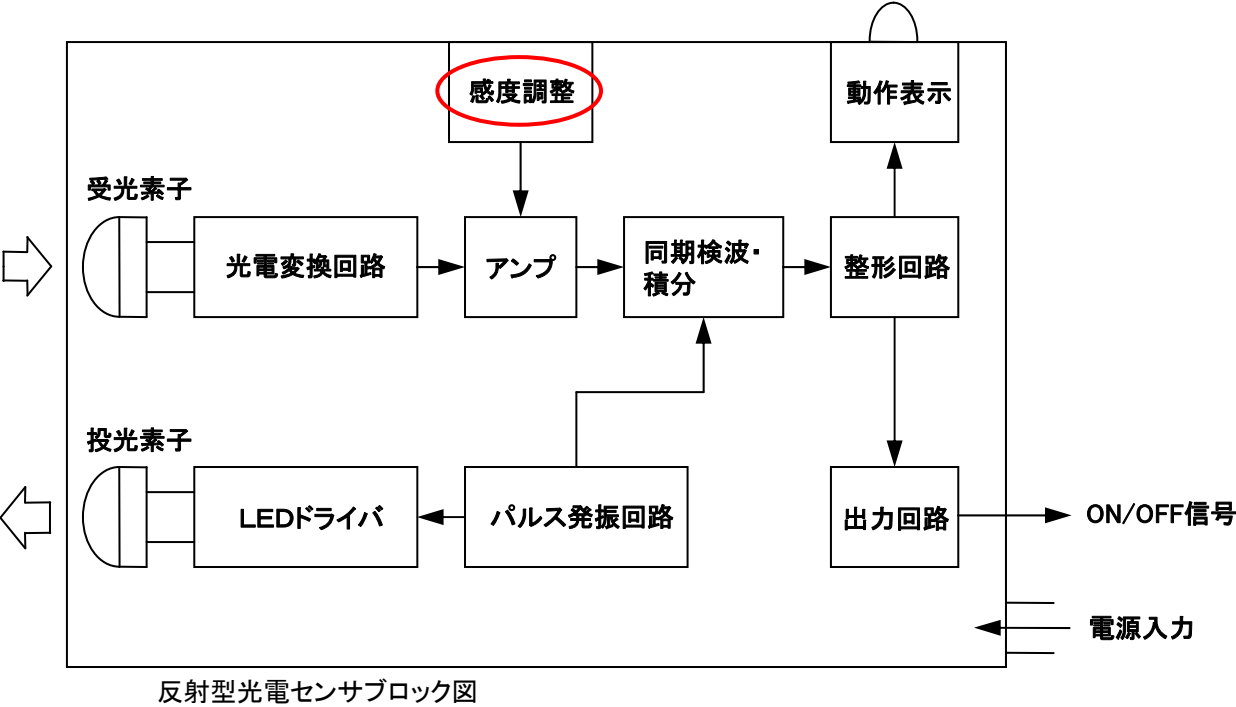 感度調整
動作表示
受光素子
光電変換回路
アンプ
同期検波・
積分
整形回路
投光素子
LEDドライバ
パルス発振回路
出力回路
ON/OFF信号
電源入力
反射型光電センサブロック図